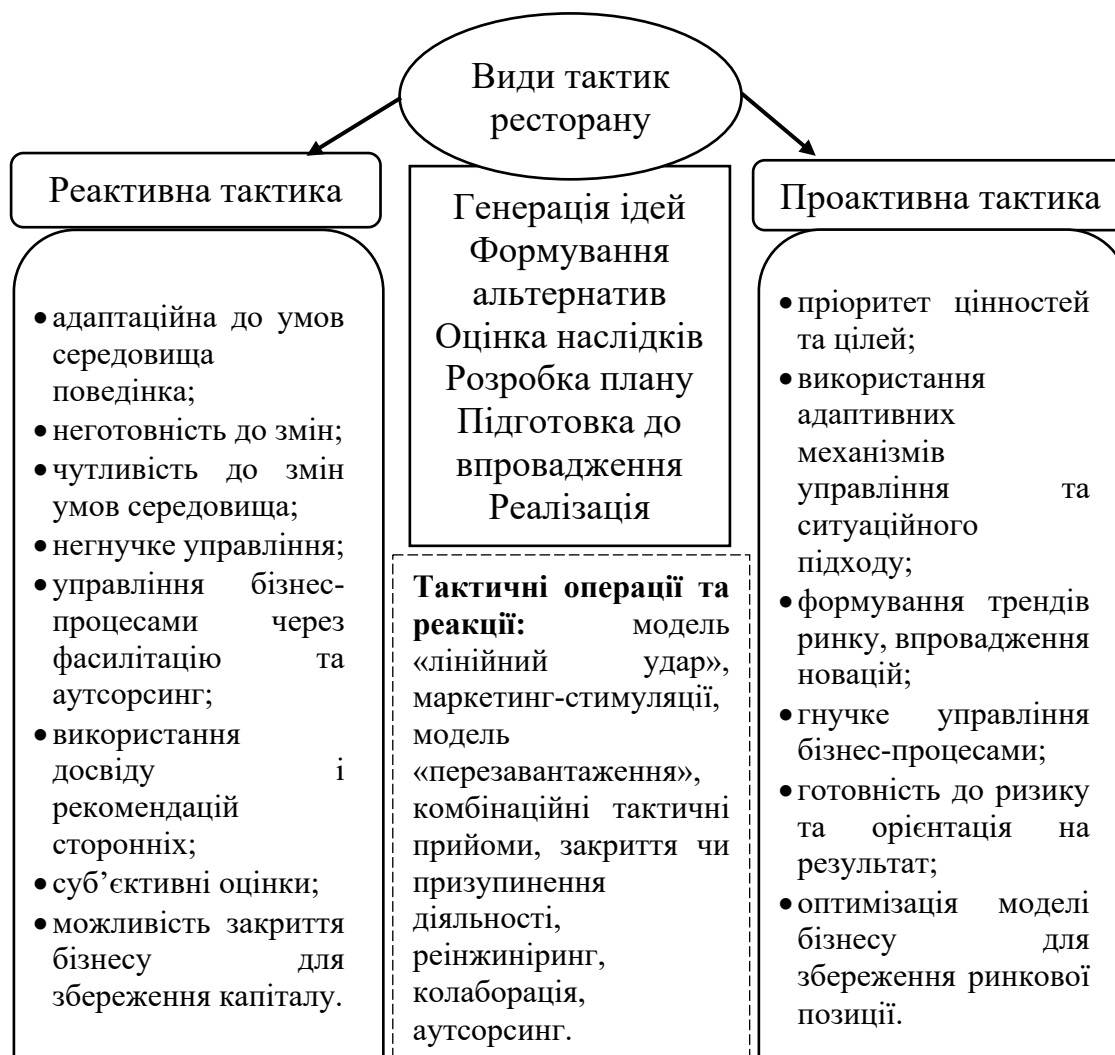 Види тактик
ресторану
Реактивна тактика
• адаптаційна до умов
середовища
поведінка;
• неготовність до змін;
• чутливість до змін
умов середовища;
• негнучке управління;
• управління бізнес-
процесами через
фасилітацію та
аутсорсинг;
• використання
досвіду і
рекомендацій
сторонніх;
• суб’єктивні оцінки;
• можливість закриття
бізнесу для
збереження капіталу.
Генерація ідей
Формування
альтернатив
Оцінка наслідків
Розробка плану
Підготовка до
впровадження
Реалізація
Тактичні операції та
реакції: модель
«лінійний удар»,
маркетинг-стимуляції,
модель
«перезавантаження»,
комбінаційні тактичні
прийоми, закриття чи
призупинення
діяльності,
реінжиніринг,
колаборація,
аутсорсинг.
Проактивна тактика
• пріоритет цінностей
та цілей;
• використання
адаптивних
механізмів
управління та
ситуаційного
підходу;
• формування трендів
ринку, впровадження
новацій;
• гнучке управління
бізнес-процесами;
• готовність до ризику
та орієнтація на
результат;
• оптимізація моделі
бізнесу для
збереження ринкової
позиції.